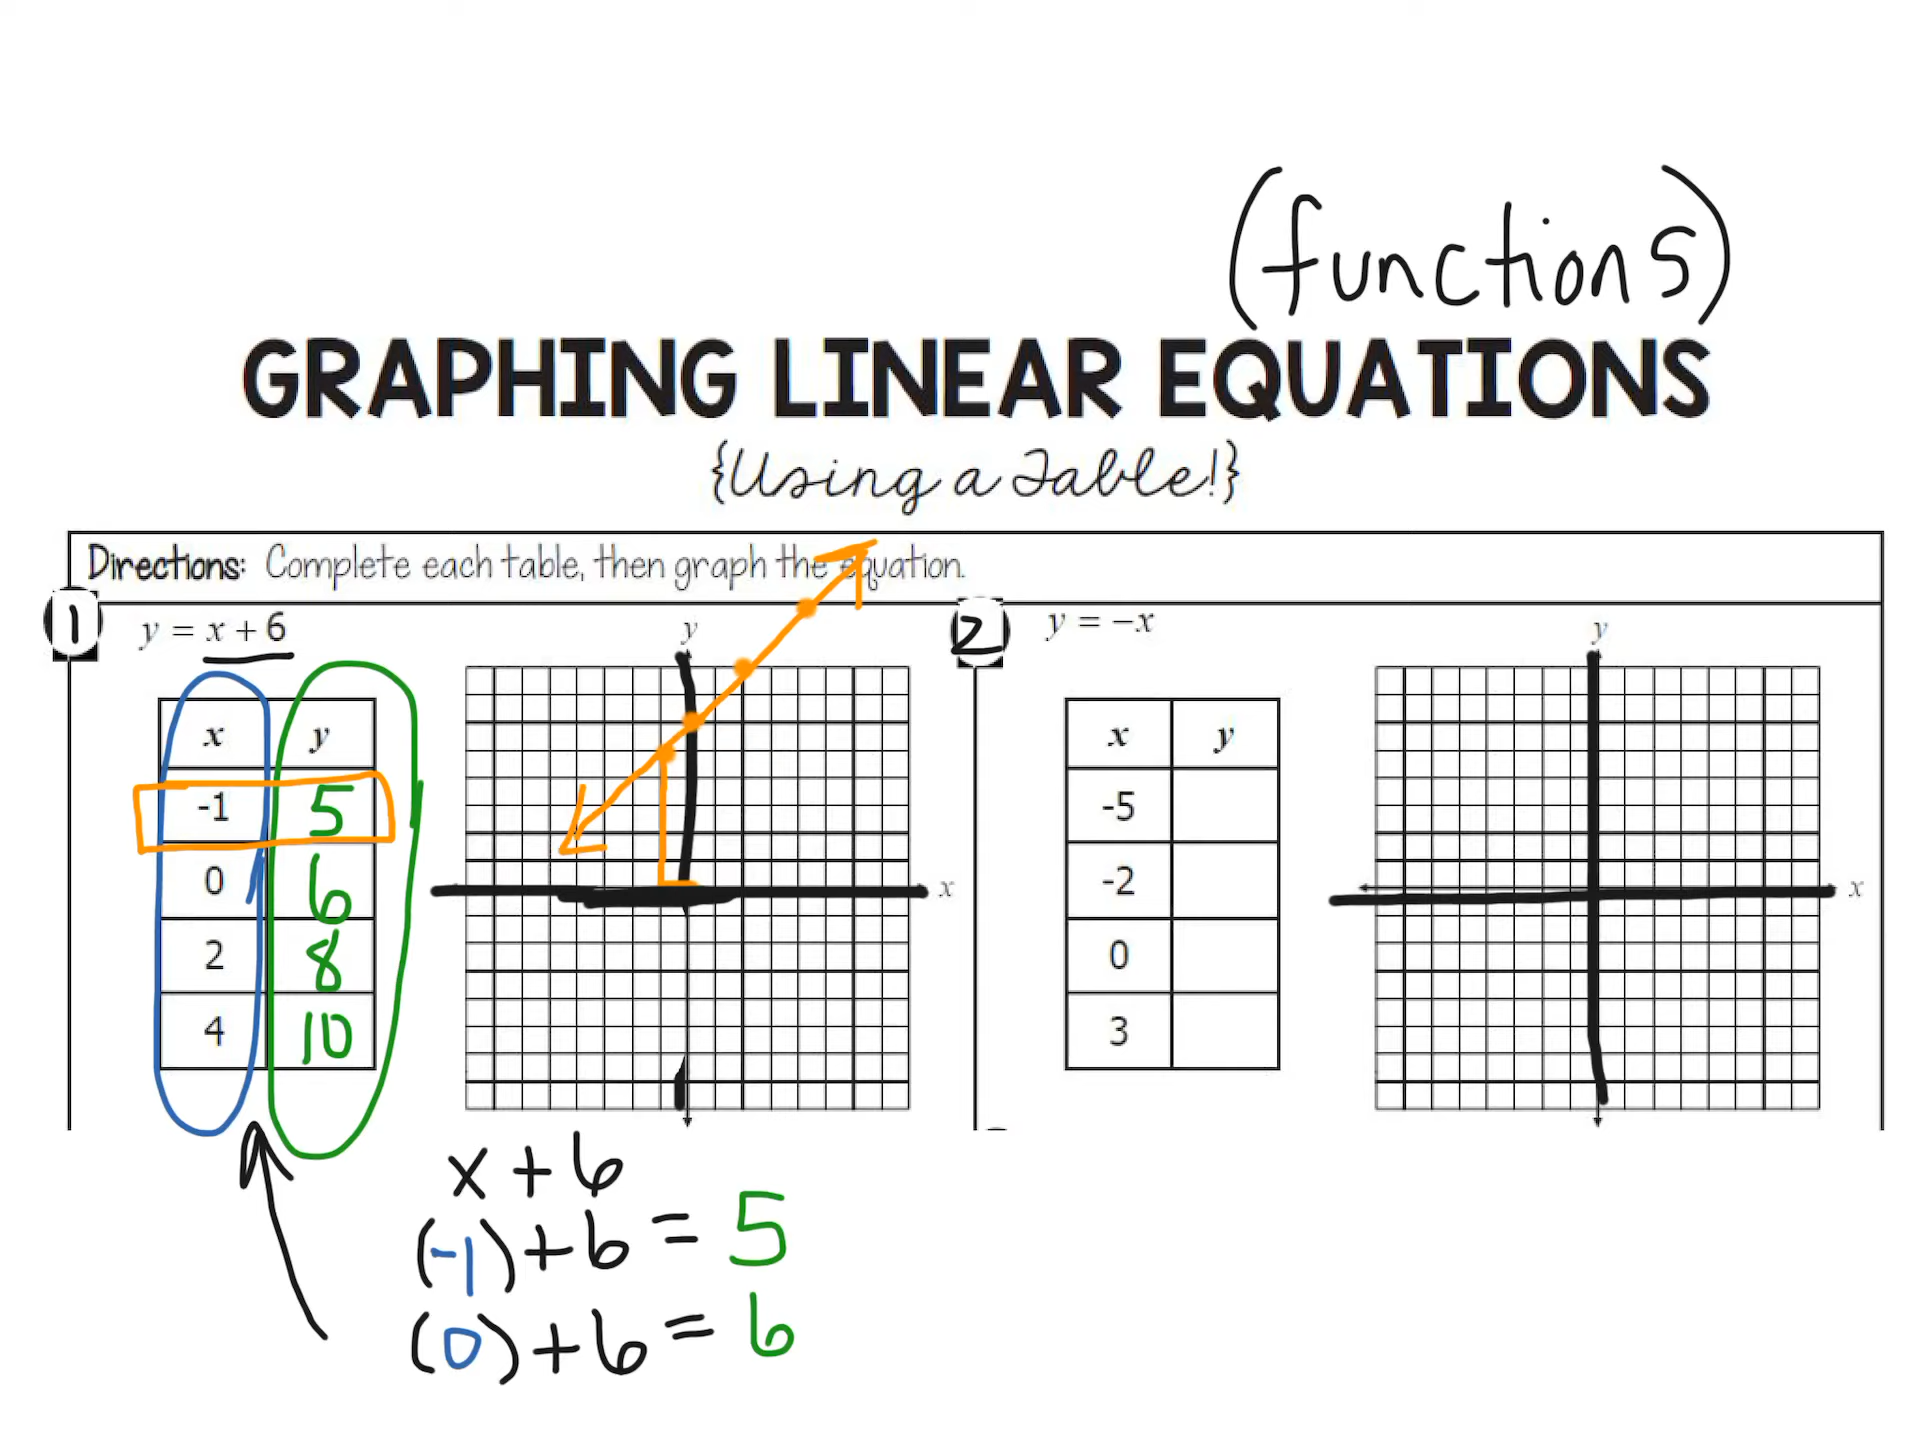 (functions)
GRAPHING LINEAR EQUATIONS
{Using a Table!}
Directions: Complete each table, then graph the equation.
1
y = x + 6
x y
-1 5
0 6
2 8
4 10
y
x
2
y = -x
x y
-5
-2
0
3
y
x
x + 6
(-1) + 6 = 5
(0) + 6 = 6